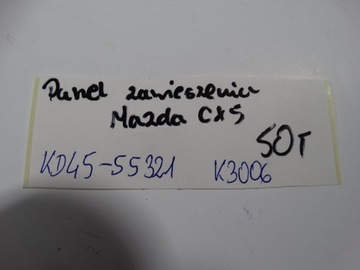 Panel zawieszenia
Mazda CX5
50T
KD45-55321 K3006